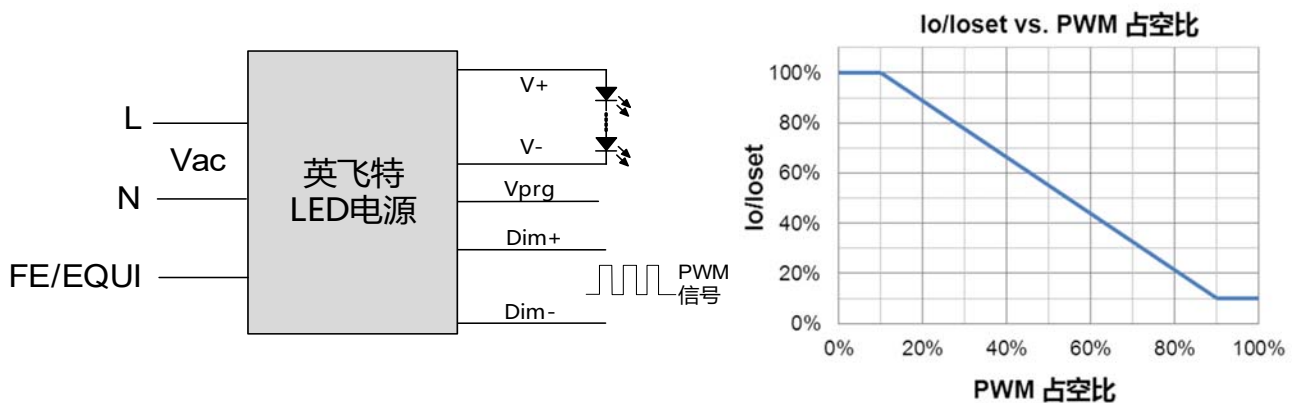 L
Vac
N
FE/EQUI
英飞特
LED电源
V+
V-
Vprg
Dim+
PWM
信号
Dim-
Io/Ioset vs. PWM 占空比
Io/Ioset
100%
80%
60%
40%
20%
0%
0% 20% 40% 60% 80% 100%
PWM 占空比